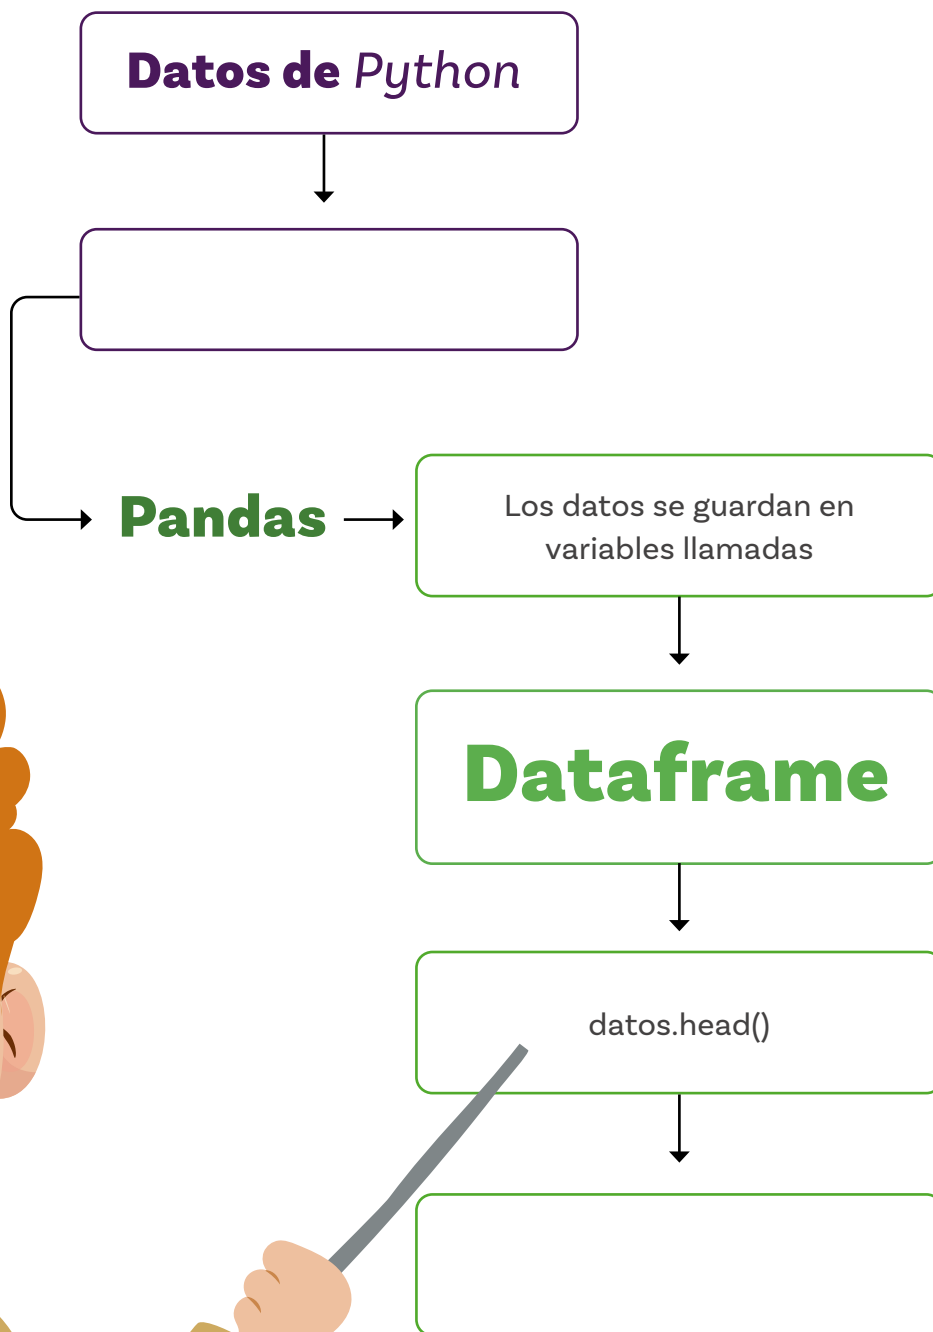 Datos de Python
Pandas
Los datos se guardan en
variables llamadas
Dataframe
datos.head()